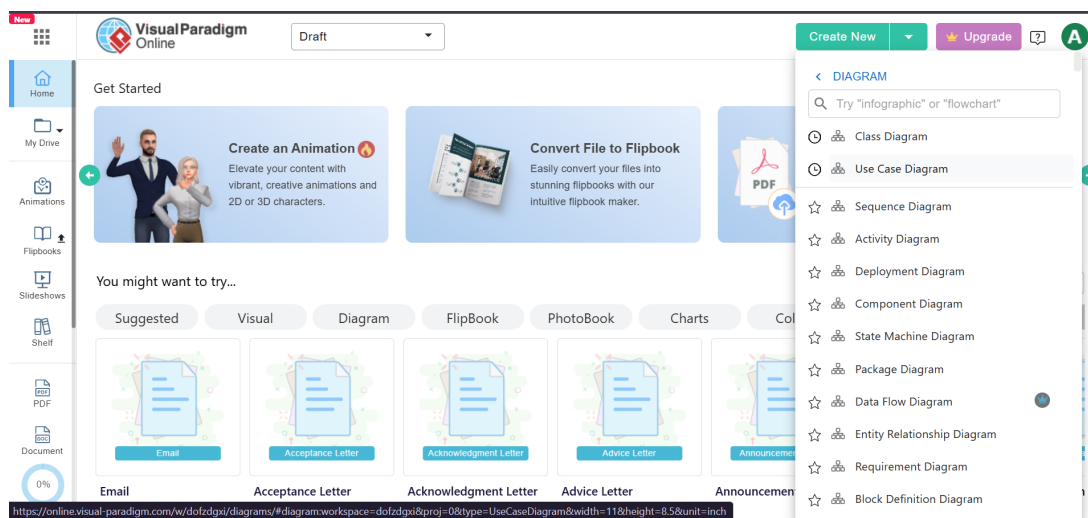 New
Visual Paradigm
Online
Draft
Create New
Upgrade
?
A
Home
My Drive
Animations
Flipbooks
Slideshows
Shelf
PDF
PDF
DOC
Document
0%
Get Started
Create an Animation
Elevate your content with
vibrant, creative animations and
2D or 3D characters.
Convert File to Flipbook
Easily convert your files into
stunning flipbooks with our
intuitive flipbook maker.
PDF
You might want to try...
Suggested
Visual
Diagram
FlipBook
PhotoBook
Charts
Col
Email
Acceptance Letter
Acknowledgment Letter
Advice Letter
Announcemen
Email
Acceptance Letter
Acknowledgment Letter
Advice Letter
Announcemen
DIAGRAM
Try "infographic" or "flowchart"
Class Diagram
Use Case Diagram
Sequence Diagram
Activity Diagram
Deployment Diagram
Component Diagram
State Machine Diagram
Package Diagram
Data Flow Diagram
Entity Relationship Diagram
Requirement Diagram
Block Definition Diagram
https://online.visual-paradigm.com/w/dofzdgxi/diagrams/#diagram:workspace=dofzdgxi&proj=0&type=UseCaseDiagram&width=11&height=8.5&unit=inch